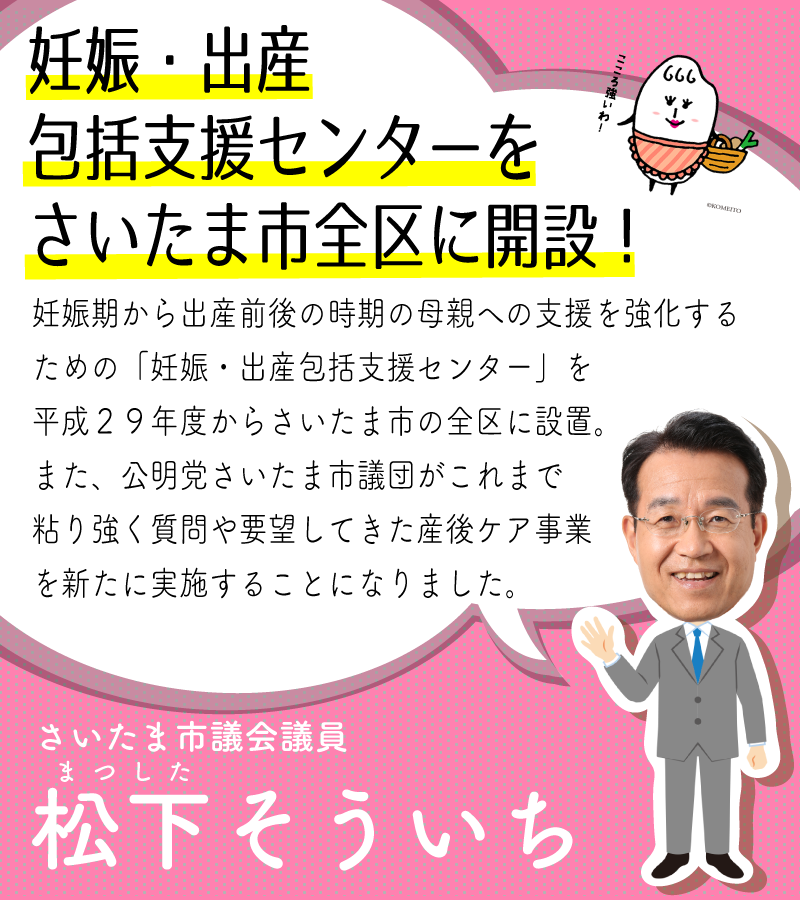 妊娠・出産
包括支援センターを
さいたま市全区に開設！
こころ強いわ！
©KOMEITO
妊娠期から出産前後の時期の母親への支援を強化する
ための「妊娠・出産包括支援センター」を
平成２９年度からさいたま市の全区に設置。
また、公明党さいたま市議団がこれまで
粘り強く質問や要望してきた産後ケア事業
を新たに実施することになりました。
さいたま市議会議員
まつした
松下そういち